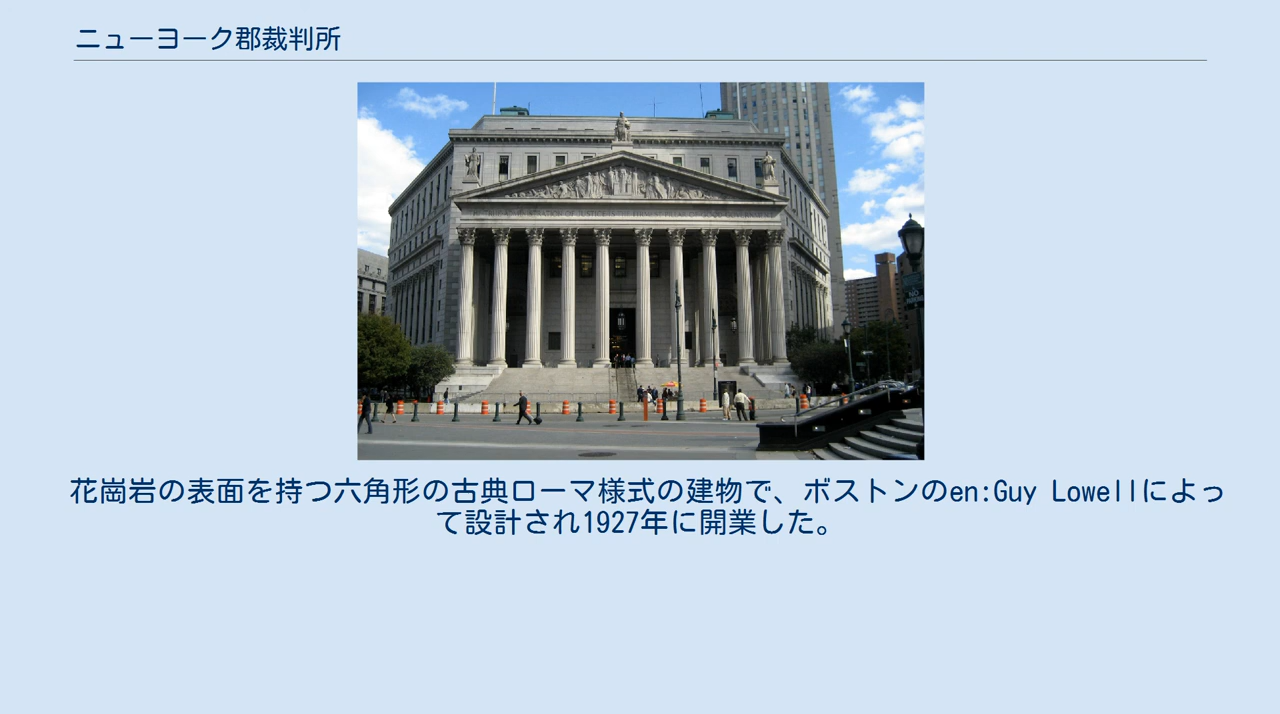 ニューヨーク郡裁判所
花崗岩の表面を持つ六角形の古典ローマ様式の建物で、ボストンのen:Guy Lowellによっ
て設計され1927年に開業した。